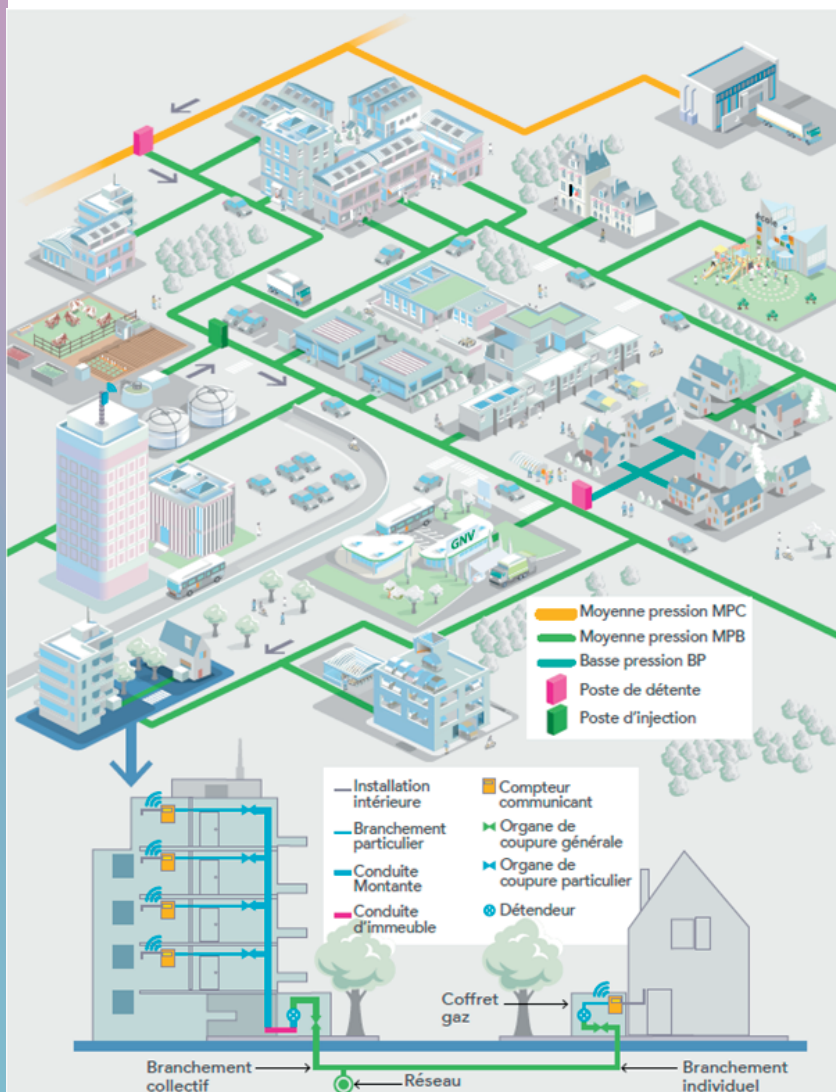 école
GNV
Moyenne pression MPC
Moyenne pression MPB
Basse pression BP
Poste de détente
Poste d'injection
Installation
intérieure
Branchement
particulier
Conduite
Montante
Conduite
d'immeuble
Compteur
communicant
Organe de
coupure générale
Organe de
coupure particulier
Détendeur
Coffret
gaz
Branchement
collectif
Réseau
Branchement
individuel